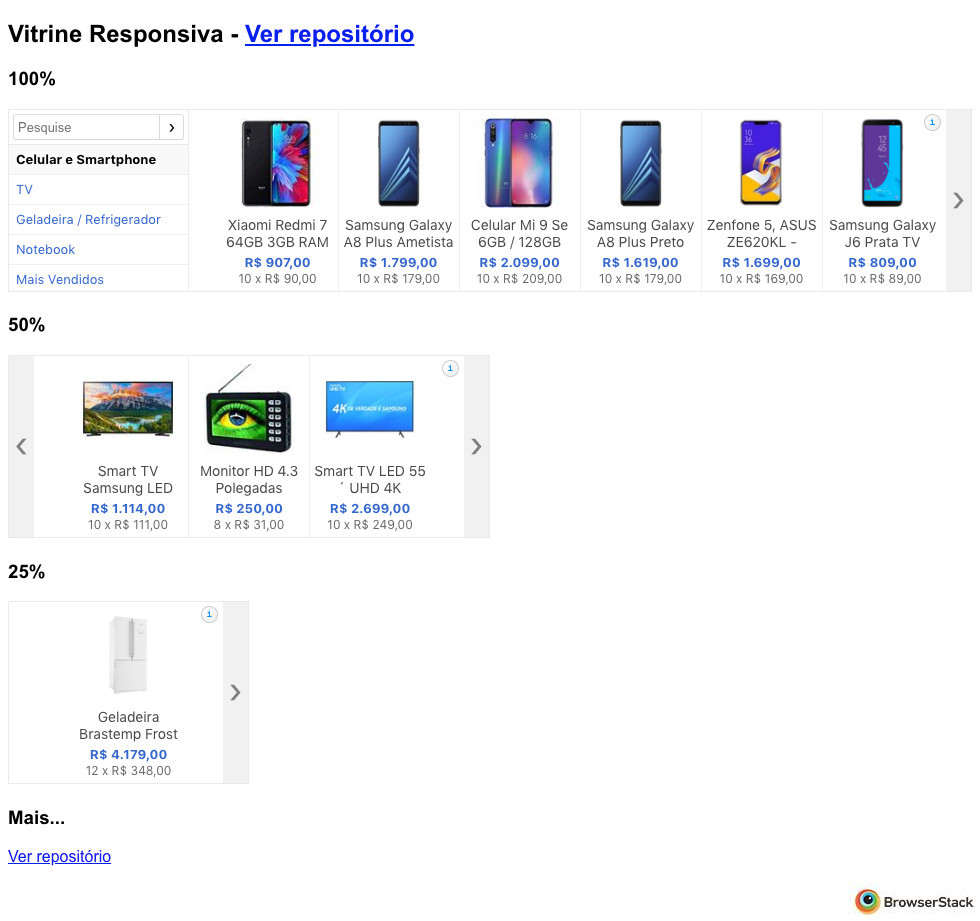 Vitrine Responsiva - Ver repositório
100%
Pesquise
Celular e Smartphone
TV
Geladeira / Refrigerador
Notebook
Mais Vendidos
Xiaomi Redmi 7
64GB 3GB RAM
R$ 907,00
10 x R$ 90,00
Samsung Galaxy
A8 Plus Ametista
R$ 1.799,00
10 x R$ 179,00
Celular Mi 9 Se
6GB / 128GB
R$ 2.099,00
10 x R$ 209,00
Samsung Galaxy
A8 Plus Preto
R$ 1.619,00
10 x R$ 179,00
Zenfone 5, ASUS
ZE620KL -
R$ 1.699,00
10 x R$ 169,00
Samsung Galaxy
J6 Prata TV
R$ 809,00
10 x R$ 89,00
i
50%
Smart TV
Samsung LED
R$ 1.114,00
10 x R$ 111,00
Monitor HD 4.3
Polegadas
R$ 250,00
8 x R$ 31,00
4K DE VERDADE É SAMSUNG
Smart TV LED 55
´ UHD 4K
R$ 2.699,00
10 x R$ 249,00
i
25%
i
Geladeira
Brastemp Frost
R$ 4.179,00
12 x R$ 348,00
Mais...
Ver repositório
BrowserStack